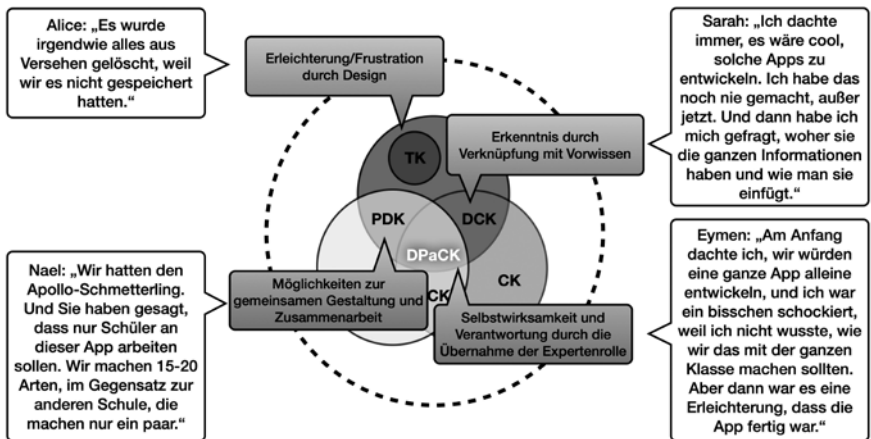 Alice: „Es wurde
irgendwie alles aus
Versehen gelöscht, weil
wir es nicht gespeichert
hatten.“
Erleichterung/Frustration
durch Design
Sarah: „Ich dachte
immer, es wäre cool,
solche Apps zu
entwickeln. Ich habe das
noch nie gemacht, außer
jetzt. Und dann habe ich
mich gefragt, woher sie
die ganzen Informationen
haben und wie man sie
einfügt.“
Erkenntnis durch
Verknüpfung mit Vorwissen
TK
PDK
DCK
DPaCK
CK
CK
Nael: „Wir hatten den
Apollo-Schmetterling.
Und Sie haben gesagt,
dass nur Schüler an
dieser App arbeiten
sollen. Wir machen 15-20
Arten, im Gegensatz zur
anderen Schule, die
machen nur ein paar.“
Möglichkeiten zur
gemeinsamen Gestaltung und
Zusammenarbeit
Selbstwirksamkeit und
Verantwortung durch die
Übernahme der Expertenrolle
Eymen: „Am Anfang
dachte ich, wir würden
eine ganze App alleine
entwickeln, und ich war
ein bisschen schockiert,
weil ich nicht wusste, wie
wir das mit der ganzen
Klasse machen sollten.
Aber dann war es eine
Erleichterung, dass die
App fertig war.“